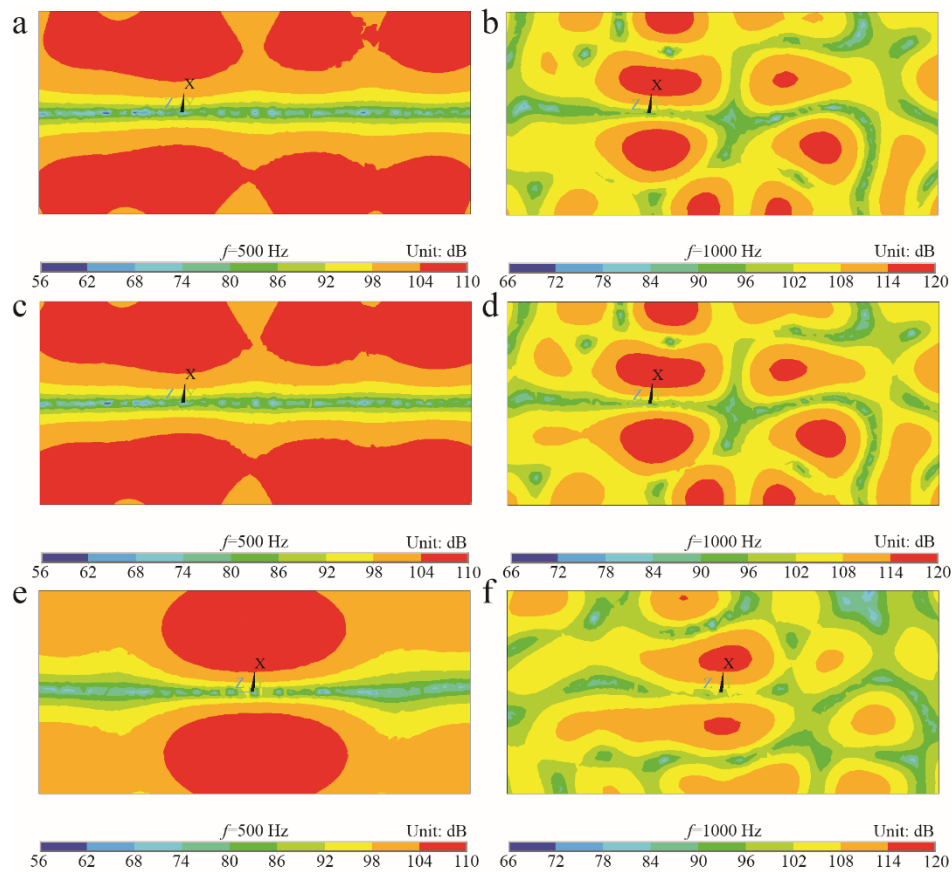 a
b
X
Z
X
Z
f=500 Hz Unit: dB
56 62 68 74 80 86 92 98 104 110
f=1000 Hz Unit: dB
66 72 78 84 90 96 102 108 114 120
c
d
X
Z
X
Z
f=500 Hz Unit: dB
56 62 68 74 80 86 92 98 104 110
f=1000 Hz Unit: dB
66 72 78 84 90 96 102 108 114 120
e
f
X
Z
X
Z
f=500 Hz Unit: dB
56 62 68 74 80 86 92 98 104 110
f=1000 Hz Unit: dB
66 72 78 84 90 96 102 108 114 120